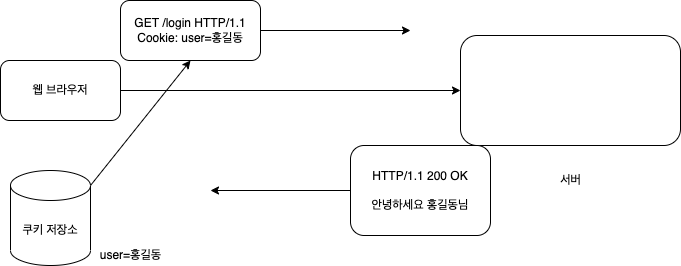 GET /login HTTP/1.1
Cookie: user=홍길동
웹 브라우저
HTTP/1.1 200 OK
안녕하세요 홍길동님
서버
쿠키 저장소
user=홍길동